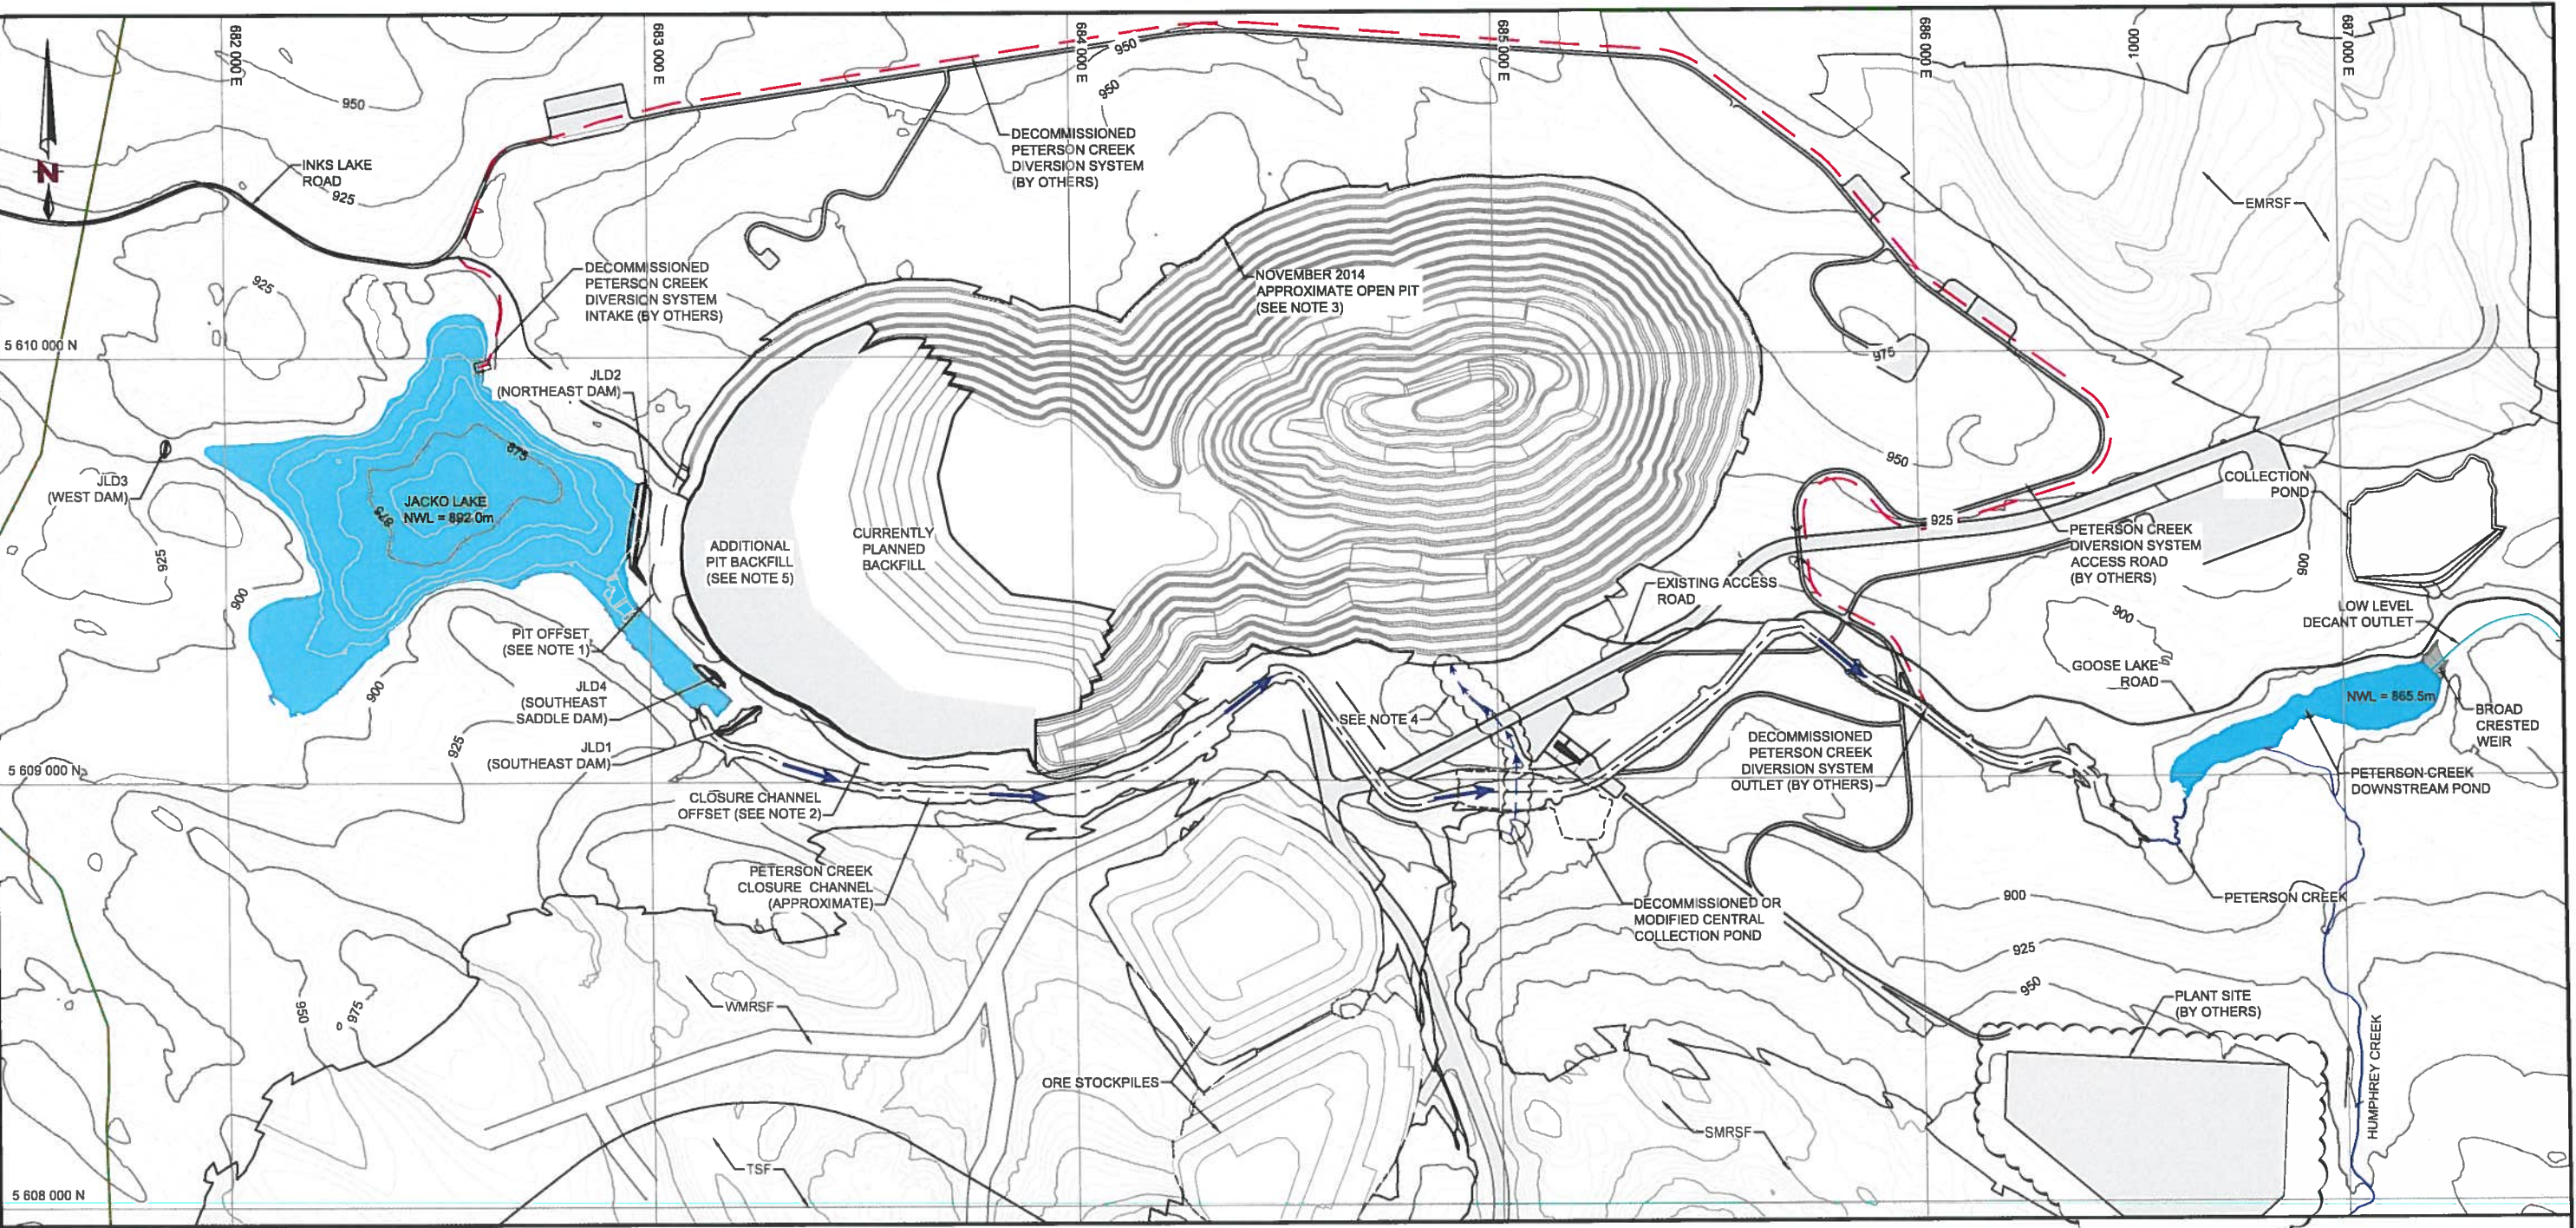 682 000 E
683 000 E
684 000 E
685 000 E
686 000 E
687 000 E
1000
950
950
950
N
INKS LAKE
ROAD
925
DECOMMISSIONED
PETERSON CREEK
DIVERSION SYSTEM
(BY OTHERS)
EMRSF
DECOMMISSIONED
PETERSON CREEK
DIVERSION SYSTEM
INTAKE (BY OTHERS)
NOVEMBER 2014
APPROXIMATE OPEN PIT
(SEE NOTE 3)
925
5 610 000 N
975
JLD2
(NORTHEAST DAM)
875
950
JLD3
(WEST DAM)
JACKO LAKE
NWL = 892.0m
875
COLLECTION
POND
925
ADDITIONAL
PIT BACKFILL
(SEE NOTE 5)
CURRENTLY
PLANNED
BACKFILL
PETERSON CREEK
DIVERSION SYSTEM
ACCESS ROAD
(BY OTHERS)
925
900
900
EXISTING ACCESS
ROAD
900
LOW LEVEL
DECANT OUTLET
PIT OFFSET
(SEE NOTE 1)
GOOSE LAKE
ROAD
900
JLD4
(SOUTHEAST
SADDLE DAM)
NWL = 865.5m
SEE NOTE 4
BROAD
CRESTED
WEIR
925
JLD1
(SOUTHEAST DAM)
DECOMMISSIONED
PETERSON CREEK
DIVERSION SYSTEM
OUTLET (BY OTHERS)
5 609 000 N
PETERSON CREEK
DOWNSTREAM POND
CLOSURE CHANNEL
OFFSET (SEE NOTE 2)
PETERSON CREEK
CLOSURE CHANNEL
(APPROXIMATE)
DECOMMISSIONED OR
MODIFIED CENTRAL
COLLECTION POND
900
PETERSON CREEK
925
950
950
975
WMRSF
PLANT SITE
(BY OTHERS)
HUMPHREY CREEK
ORE STOCKPILES
SMRSF
TSF
5 608 000 N